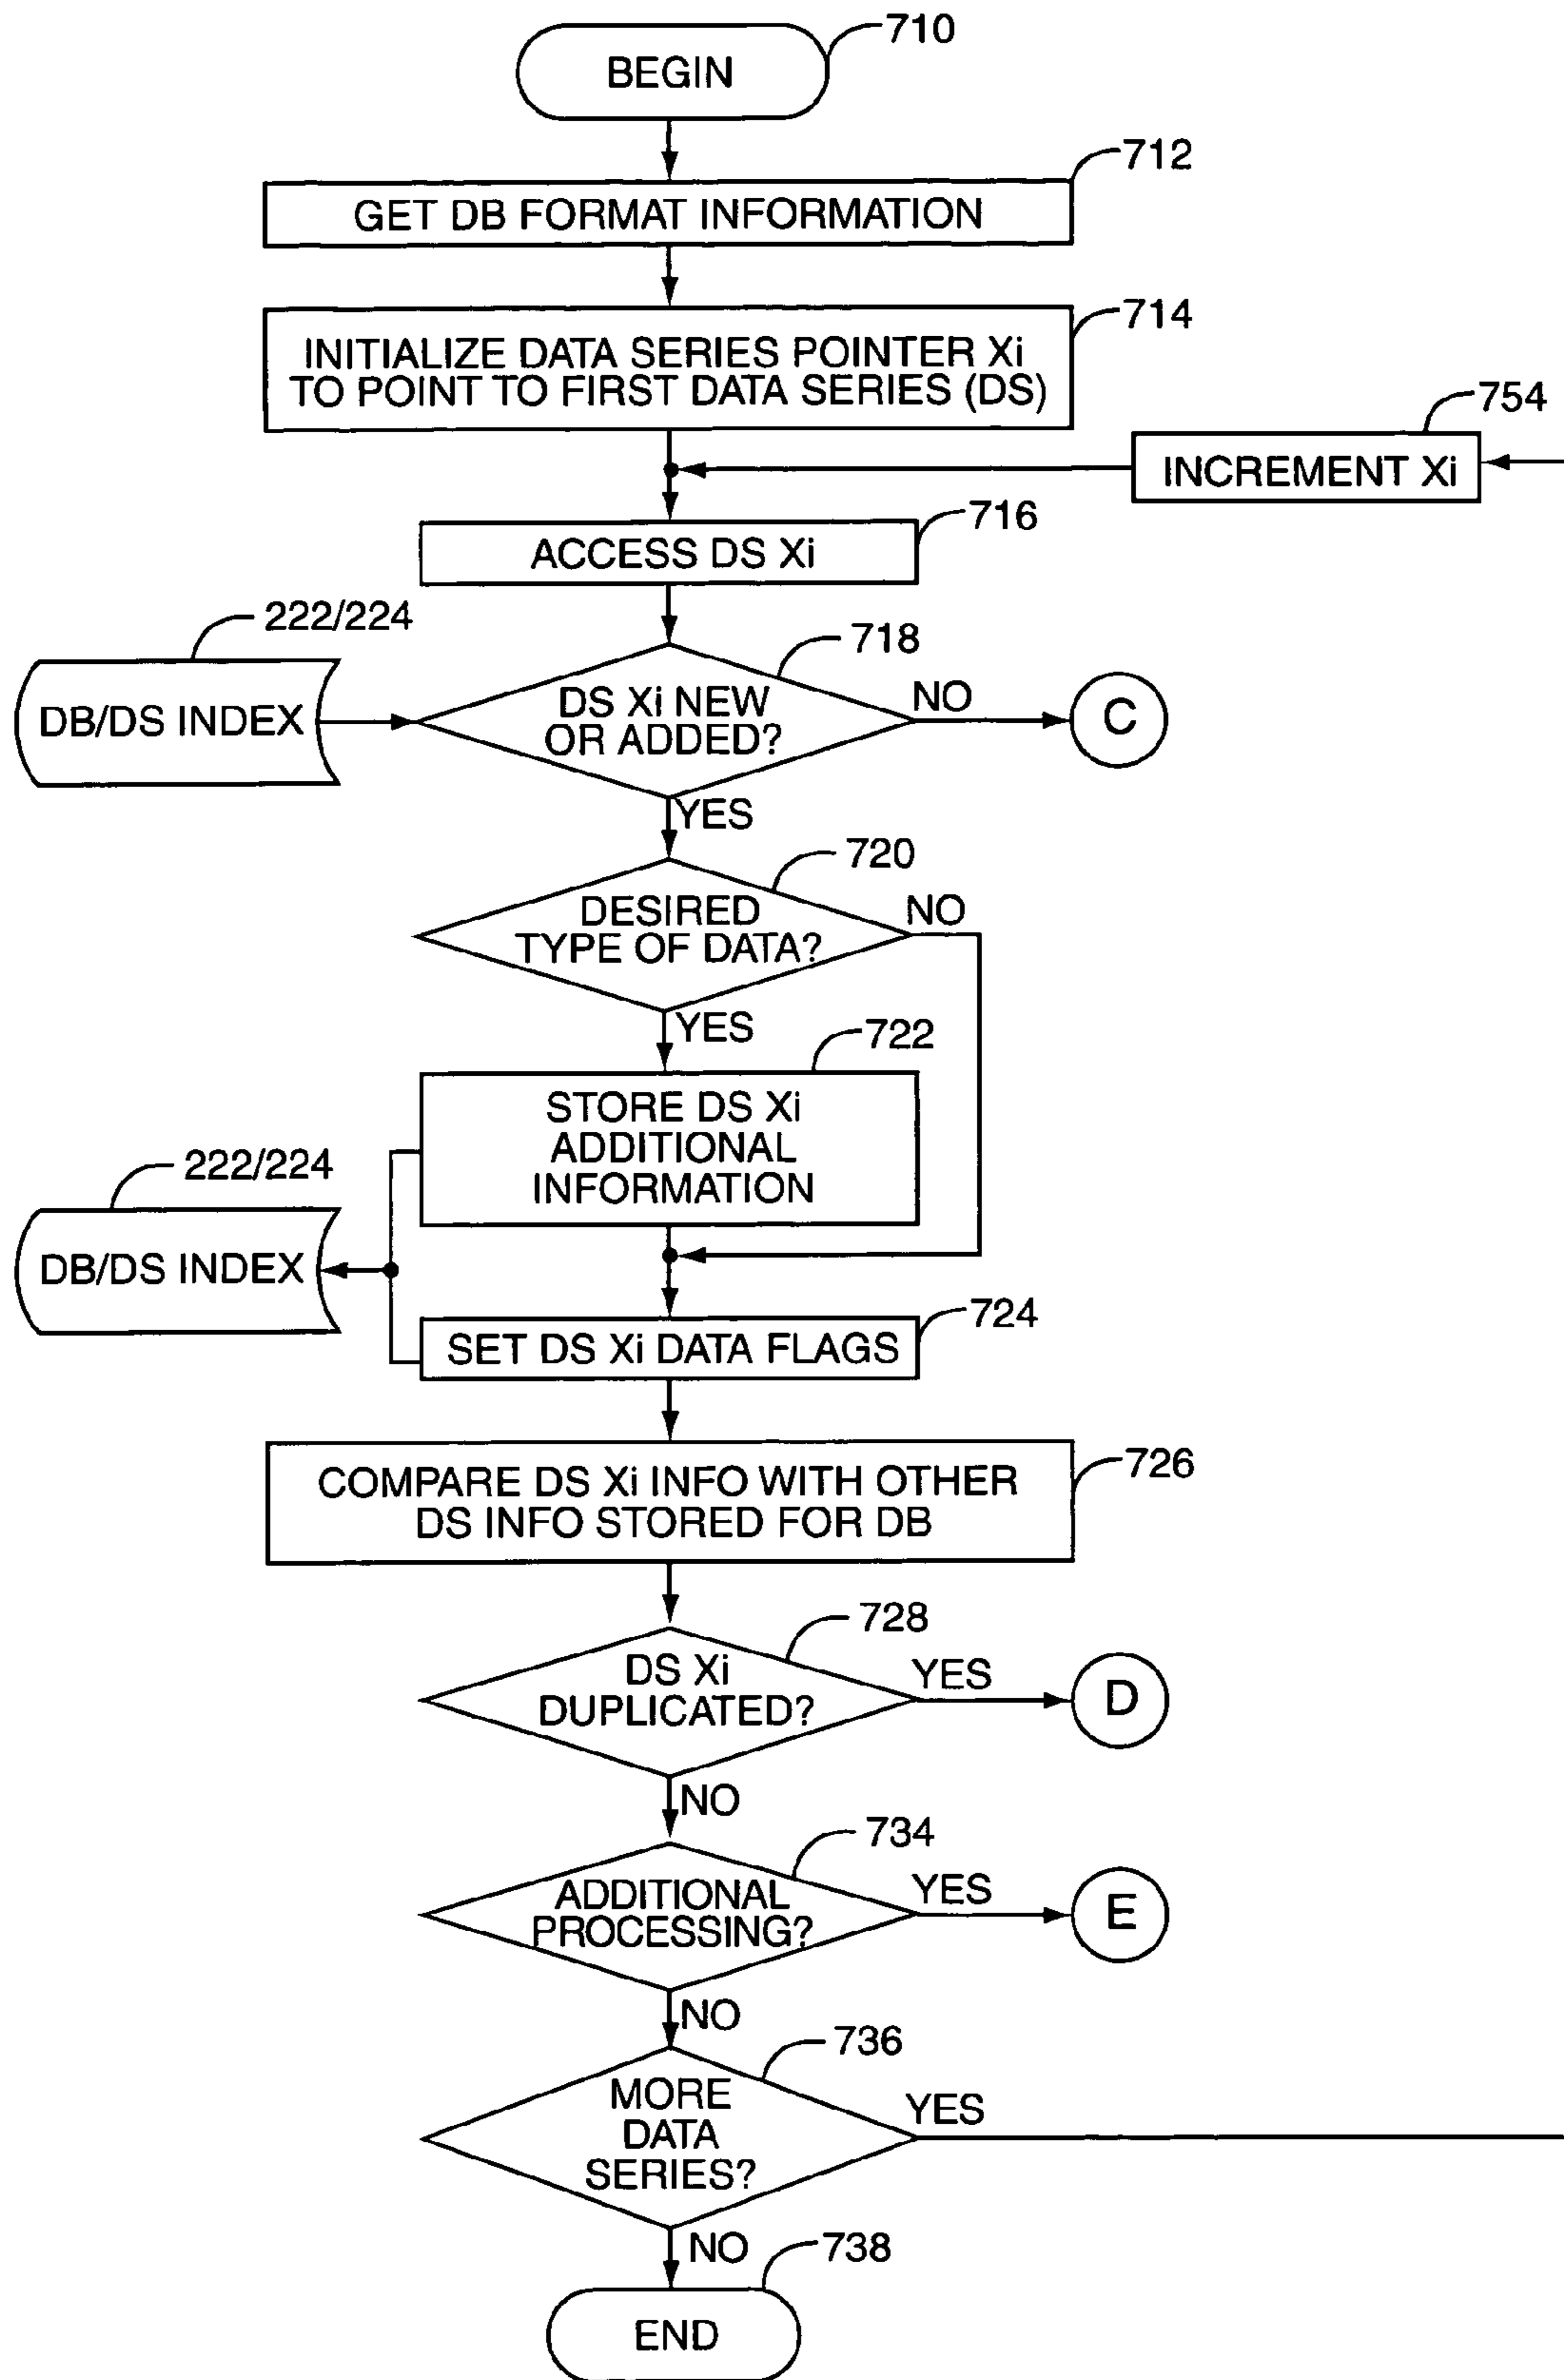 710
BEGIN
712
GET DB FORMAT INFORMATION
714
INITIALIZE DATA SERIES POINTER Xi
TO POINT TO FIRST DATA SERIES (DS)
754
INCREMENT Xi
716
ACCESS DS Xi
222/224
DB/DS INDEX
718
DS Xi NEW
OR ADDED?
NO
C
YES
720
DESIRED
TYPE OF DATA?
NO
YES
722
STORE DS Xi
ADDITIONAL
INFORMATION
222/224
DB/DS INDEX
724
SET DS Xi DATA FLAGS
726
COMPARE DS Xi INFO WITH OTHER
DS INFO STORED FOR DB
728
DS Xi
DUPLICATED?
YES
D
NO
734
ADDITIONAL
PROCESSING?
YES
E
NO
736
MORE
DATA
SERIES?
YES
NO
738
END